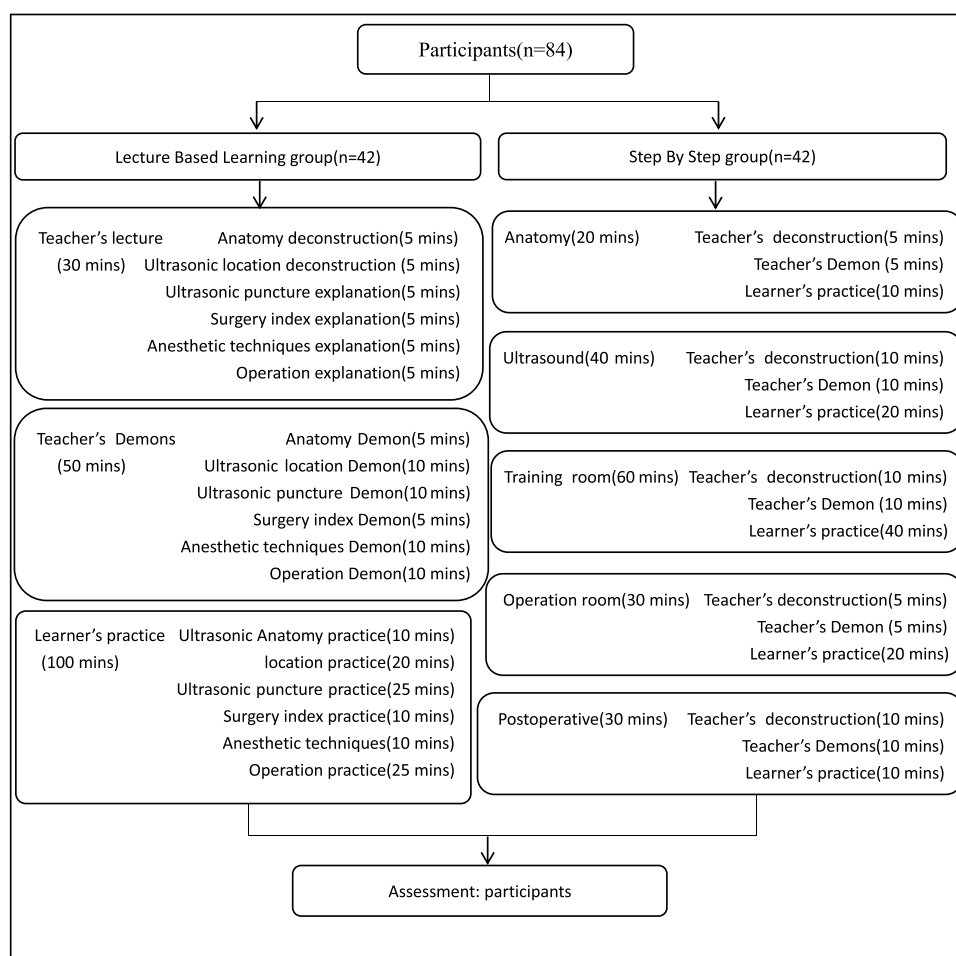 Participants(n=84)
Lecture Based Learning group(n=42)
Step By Step group(n=42)
Teacher's lecture Anatomy deconstruction(5 mins)
(30 mins) Ultrasonic location deconstruction (5 mins)
Ultrasonic puncture explanation(5 mins)
Surgery index explanation(5 mins)
Anesthetic techniques explanation(5 mins)
Operation explanation(5 mins)
Teacher's Demons Anatomy Demon(5 mins)
(50 mins) Ultrasonic location Demon(10 mins)
Ultrasonic puncture Demon(10 mins)
Surgery index Demon(5 mins)
Anesthetic techniques Demon(10 mins)
Operation Demon(10 mins)
Learner's practice Ultrasonic Anatomy practice(10 mins)
(100 mins) location practice(20 mins)
Ultrasonic puncture practice(25 mins)
Surgery index practice(10 mins)
Anesthetic techniques(10 mins)
Operation practice(25 mins)
Anatomy(20 mins) Teacher's deconstruction(5 mins)
Teacher's Demon (5 mins)
Learner's practice(10 mins)
Ultrasound(40 mins) Teacher's deconstruction(10 mins)
Teacher's Demon (10 mins)
Learner's practice(20 mins)
Training room(60 mins) Teacher's deconstruction(10 mins)
Teacher's Demon (10 mins)
Learner's practice(40 mins)
Operation room(30 mins) Teacher's deconstruction(5 mins)
Teacher's Demon (5 mins)
Learner's practice(20 mins)
Postoperative(30 mins) Teacher's deconstruction(10 mins)
Teacher's Demons(10 mins)
Learner's practice(10 mins)
Assessment: participants